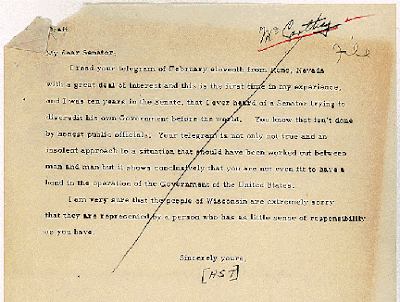 Draft
McCarthy
File
My dear Senator:
I read your telegram of February eleventh from Reno, Nevada
with a great deal of interest and this is the first time in my experience,
and I was ten years in the Senate, that I ever heard of a Senator trying to
discredit his own Government before the world. You know that isn't done
by honest public officials. Your telegram is not only not true and an
insolent approach to a situation that should have been worked out between
man and man but it shows conclusively that you are not even fit to have a
hand in the operation of the Government of the United States.
I am very sure that the people of Wisconsin are extremely sorry
that they are represented by a person who has as little sense of responsibility
as you have.
Sincerely yours,
[HST]